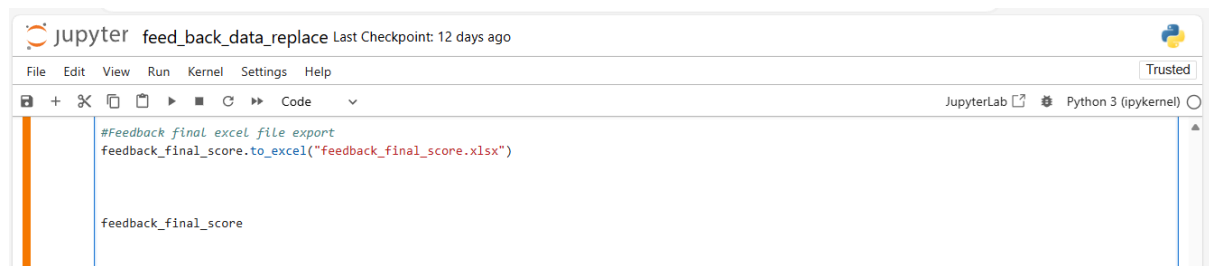 jupyter feed_back_data_replace Last Checkpoint: 12 days ago
File Edit View Run Kernel Settings Help Trusted
Code JupyterLab Python 3 (ipykernel)
#Feedback final excel file export
feedback_final_score.to_excel("feedback_final_score.xlsx")
feedback_final_score